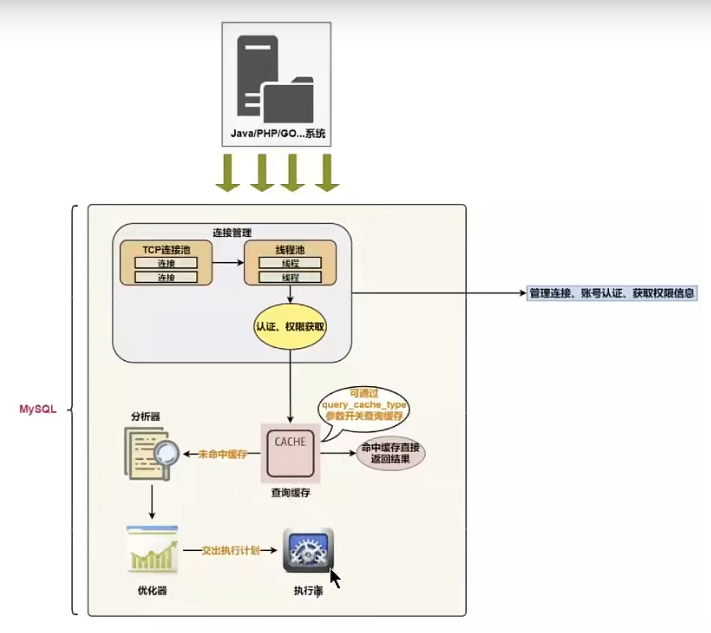 Java/PHP/GO...系统
连接管理
TCP连接池
连接
连接
线程池
线程
线程
认证、权限获取
管理连接、账号认证、获取权限信息
MySQL
可通过
query_cache_type
参数开关查询缓存
分析器
未命中缓存
CACHE
查询缓存
命中缓存直接
返回结果
优化器
交出执行计划
执行器